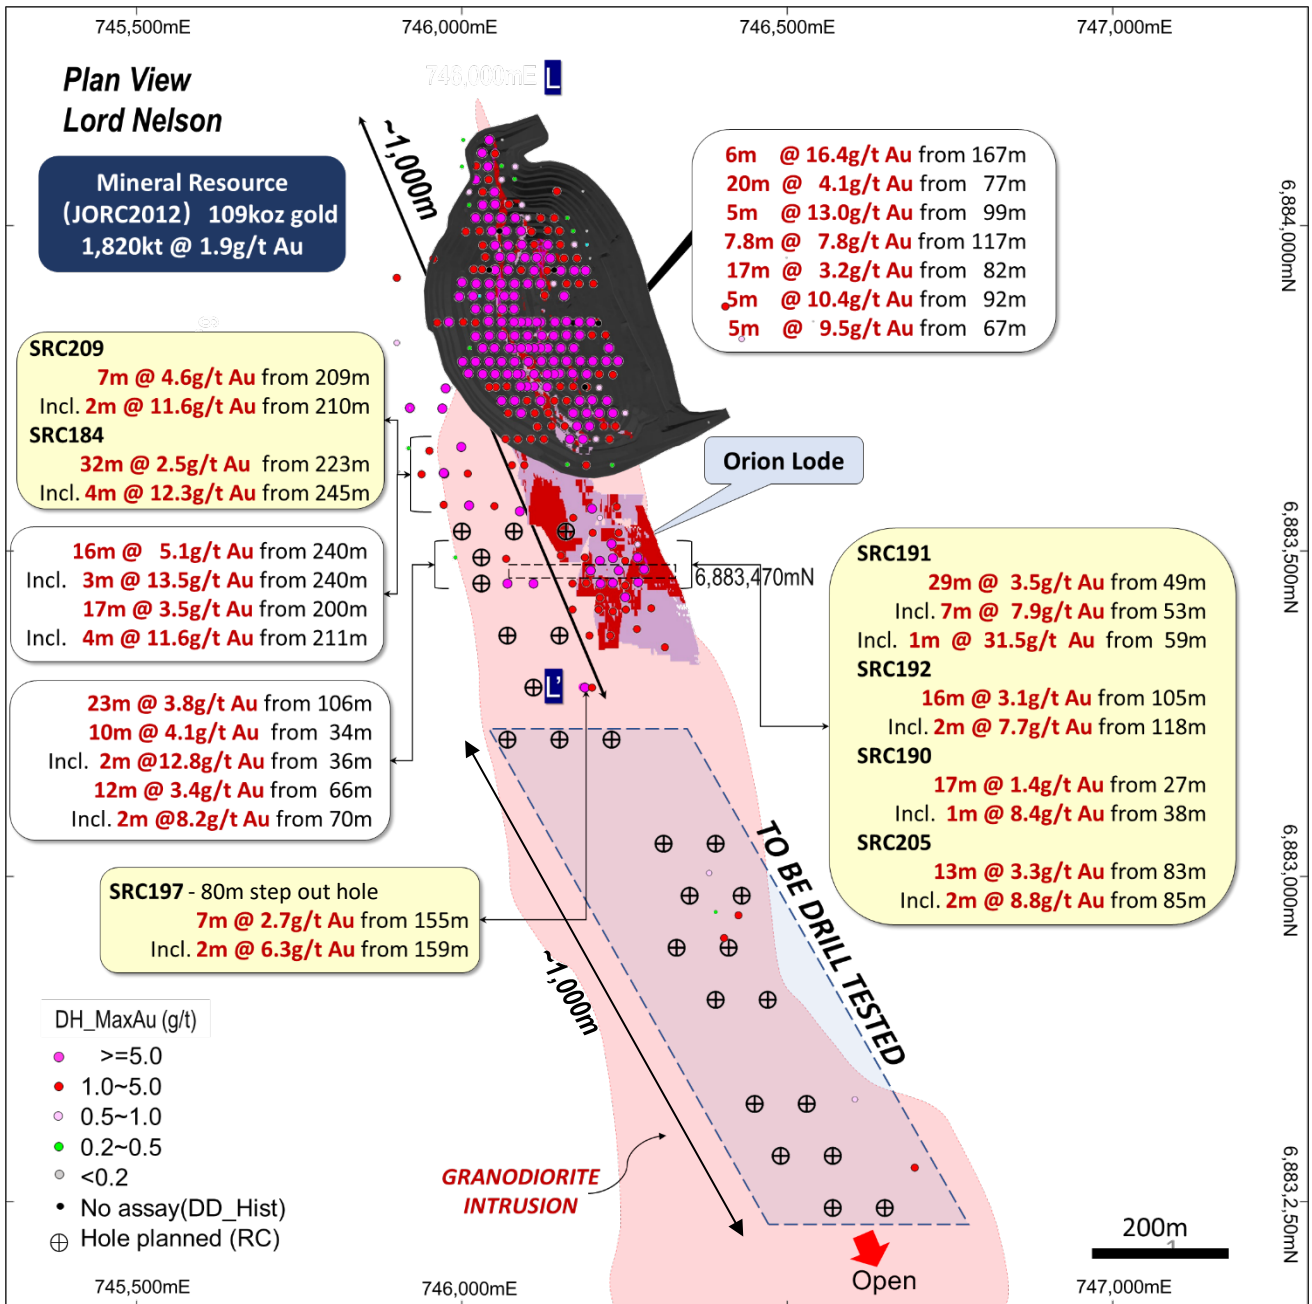 745,500mE
746,000mE
746,500mE
747,000mE
Plan View
Lord Nelson
746,000mE
L
~1,000m
Mineral Resource
(JORC2012) 109koz gold
1,820kt @ 1.9g/t Au
6m @ 16.4g/t Au from 167m
20m @ 4.1g/t Au from 77m
5m @ 13.0g/t Au from 99m
7.8m @ 7.8g/t Au from 117m
17m @ 3.2g/t Au from 82m
5m @ 10.4g/t Au from 92m
5m @ 9.5g/t Au from 67m
6,884,000mN
SRC209
7m @ 4.6g/t Au from 209m
Incl. 2m @ 11.6g/t Au from 210m
SRC184
32m @ 2.5g/t Au from 223m
Incl. 4m @ 12.3g/t Au from 245m
Orion Lode
16m @ 5.1g/t Au from 240m
Incl. 3m @ 13.5g/t Au from 240m
17m @ 3.5g/t Au from 200m
Incl. 4m @ 11.6g/t Au from 211m
6,883,470mN
6,883,500mN
SRC191
29m @ 3.5g/t Au from 49m
Incl. 7m @ 7.9g/t Au from 53m
Incl. 1m @ 31.5g/t Au from 59m
SRC192
16m @ 3.1g/t Au from 105m
Incl. 2m @ 7.7g/t Au from 118m
SRC190
17m @ 1.4g/t Au from 27m
Incl. 1m @ 8.4g/t Au from 38m
SRC205
13m @ 3.3g/t Au from 83m
Incl. 2m @ 8.8g/t Au from 85m
L'
23m @ 3.8g/t Au from 106m
10m @ 4.1g/t Au from 34m
Incl. 2m @12.8g/t Au from 36m
12m @ 3.4g/t Au from 66m
Incl. 2m @8.2g/t Au from 70m
SRC197 - 80m step out hole
7m @ 2.7g/t Au from 155m
Incl. 2m @ 6.3g/t Au from 159m
TO BE DRILL TESTED
6,883,000mN
~1,000m
DH_MaxAu (g/t)
>=5.0
1.0~5.0
0.5~1.0
0.2~0.5
<0.2
No assay(DD_Hist)
Hole planned (RC)
GRANODIORITE
INTRUSION
6,883,2,50mN
200m
1
Open
745,500mE
746,000mE
747,000mE